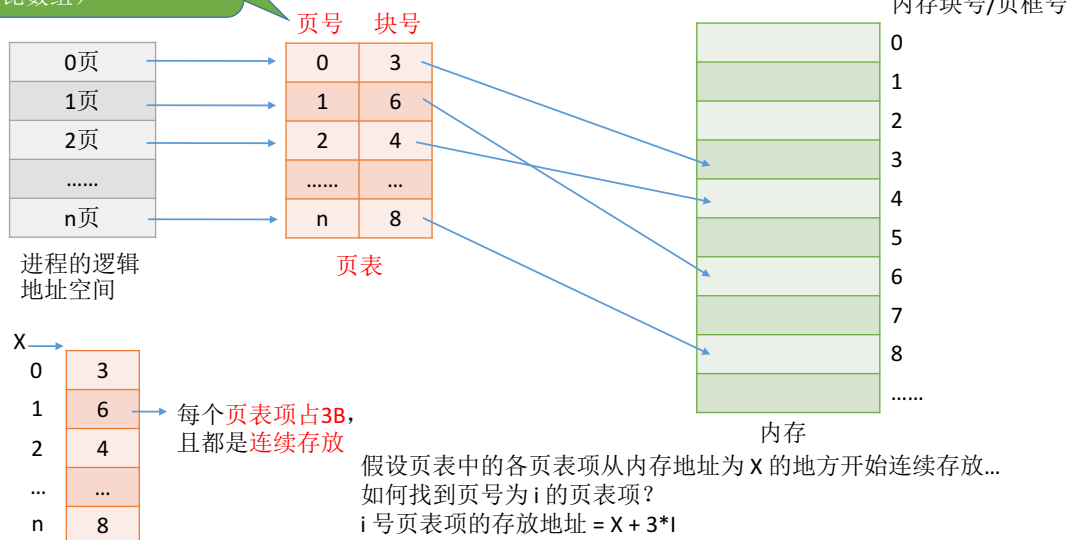 比数组）
页号 块号
内存块号/页框号
0页
1页
2页
……
n页
进程的逻辑
地址空间
0 3
1 6
2 4
…… …
n 8
页表
0
1
2
3
4
5
6
7
8
……
内存
X
0 3
1 6
2 4
… …
n 8
每个页表项占3B，
且都是连续存放
假设页表中的各页表项从内存地址为 X 的地方开始连续存放…
如何找到页号为 i 的页表项？
i 号页表项的存放地址 = X + 3*I